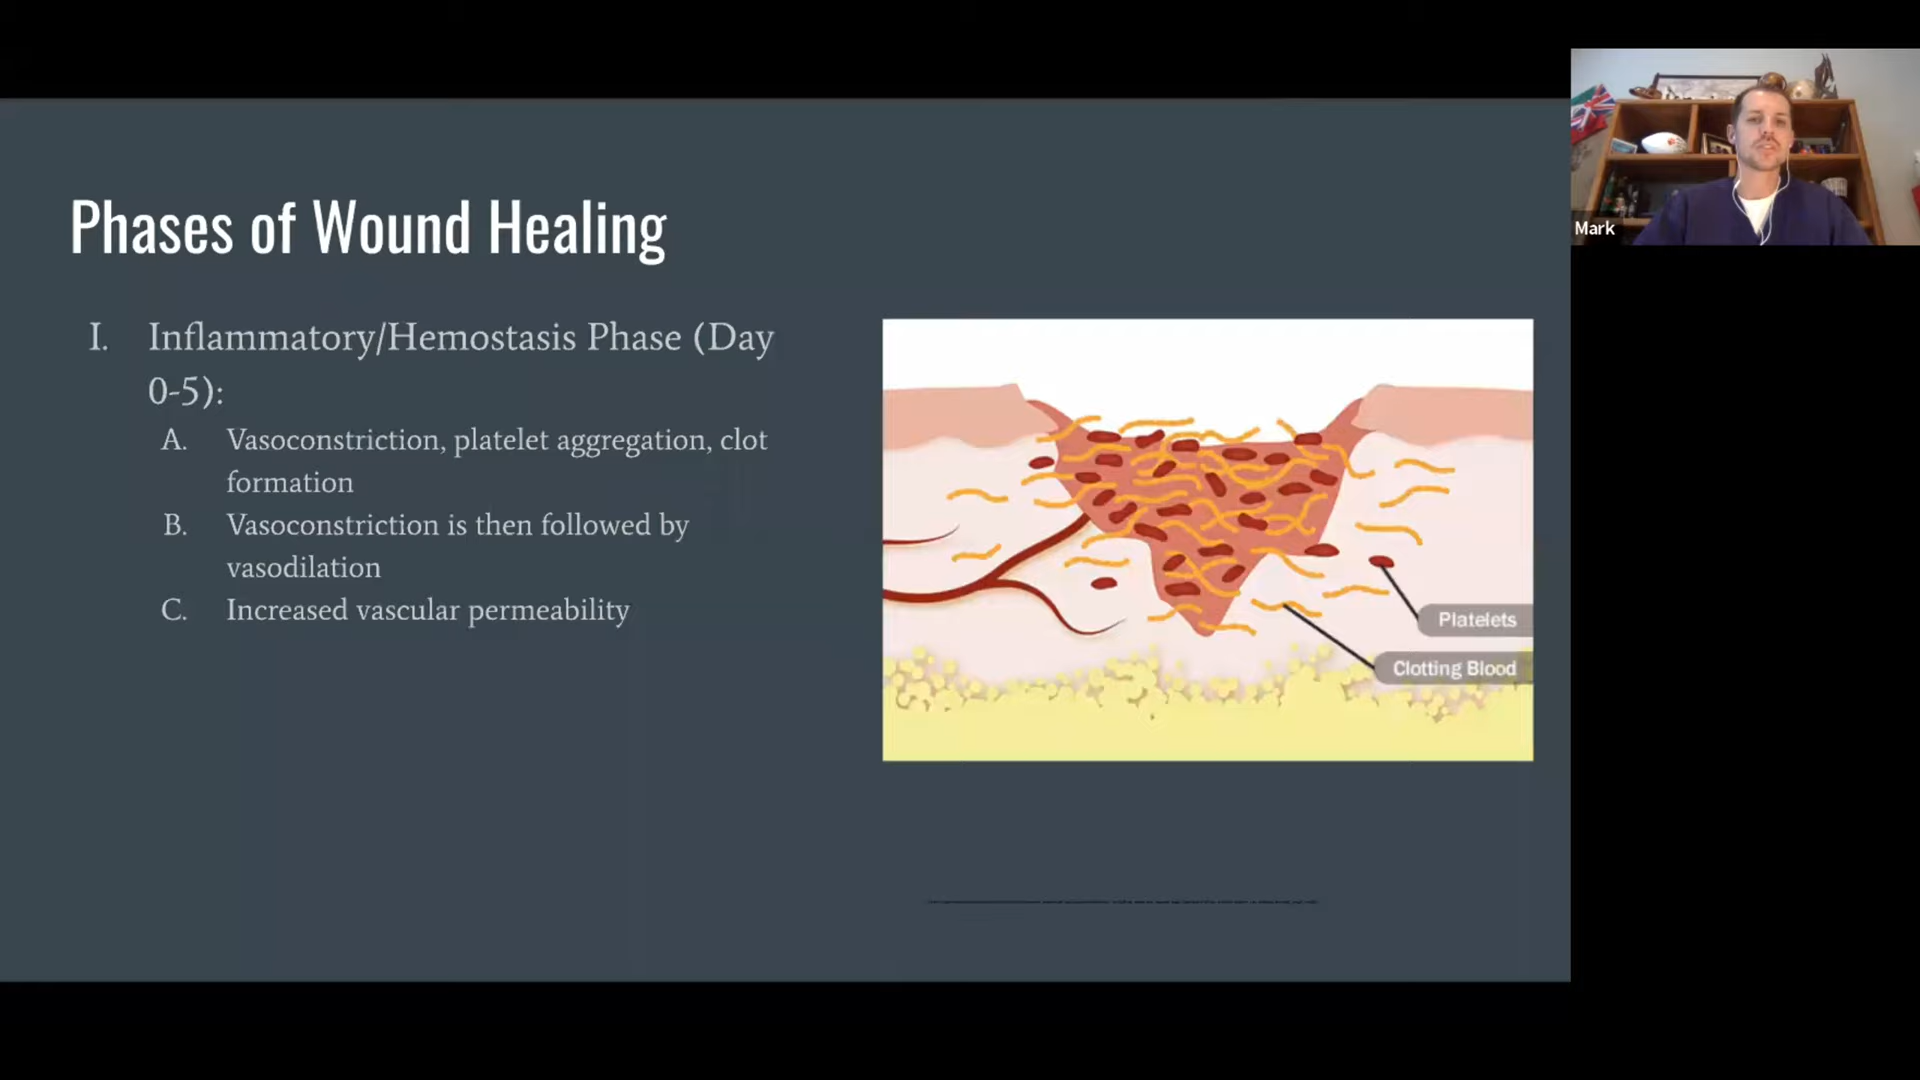 Phases of Wound Healing
I. Inflammatory/Hemostasis Phase (Day
0-5):
A. Vasoconstriction, platelet aggregation, clot
formation
B. Vasoconstriction is then followed by
vasodilation
C. Increased vascular permeability
Platelets
Clotting Blood
Mark